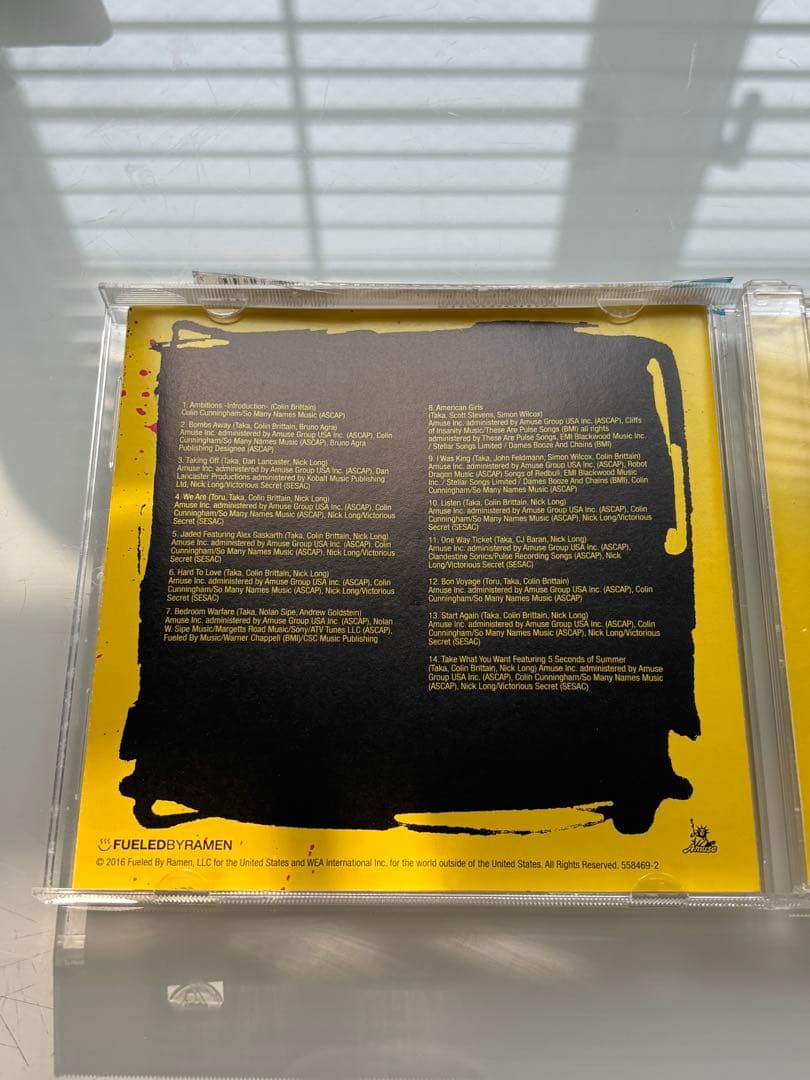 1. Ambitions -Introduction- (Colin Brittain)
Colin Cunningham/So Many Names Music (ASCAP)
2. Bombs Away (Taka, Colin Brittain, Bruno Agra)
Amuse Inc. administered by Amuse Group USA Inc. (ASCAP), Colin
Cunningham/So Many Names Music (ASCAP), Bruno Agra
Publishing Designee (ASCAP)
3. Taking Off (Taka, Dan Lancaster, Nick Long)
Amuse Inc. administered by Amuse Group USA Inc. (ASCAP), Dan
Lancaster Productions administered by Kobalt Music Publishing
Ltd, Nick Long/Victorious Secret (SESAC)
4. We Are (Toru, Taka, Colin Brittain, Nick Long)
Amuse Inc. administered by Amuse Group USA Inc. (ASCAP), Colin
Cunningham/So Many Names Music (ASCAP), Nick Long/Victorious
Secret (SESAC)
5. Jaded Featuring Alex Gaskarth (Taka, Colin Brittain, Nick Long)
Amuse Inc. administered by Amuse Group USA Inc. (ASCAP), Colin
Cunningham/So Many Names Music (ASCAP), Nick Long/Victorious
Secret (SESAC)
6. Hard To Love (Taka, Colin Brittain, Nick Long)
Amuse Inc. administered by Amuse Group USA Inc. (ASCAP), Colin
Cunningham/So Many Names Music (ASCAP), Nick Long/Victorious
Secret (SESAC)
7. Bedroom Warfare (Taka, Nolan Sipe, Andrew Goldstein)
Amuse Inc. administered by Amuse Group USA Inc. (ASCAP), Nolan
W. Sipe Music/Margetts Road Music/Sony/ATV Tunes LLC (ASCAP),
Fueled By Music/Warner Chappell (BMI)/CSC Music Publishing
8. American Girls
(Taka, Scott Stevens, Simon Wilcox)
Amuse Inc. administered by Amuse Group USA Inc. (ASCAP), Cliffs
of Insanity Music/These Are Pulse Songs (BMI) all rights
administered by These Are Pulse Songs, EMI Blackwood Music Inc.
/ Stellar Songs Limited / Dames Booze And Chains (BMI)
9. I Was King (Taka, John Feldmann, Simon Wilcox, Colin Brittain)
Amuse Inc. administered by Amuse Group USA Inc. (ASCAP), Robot
Dragon Music (ASCAP) Songs of Redbull, EMI Blackwood Music
Inc. / Stellar Songs Limited / Dames Booze And Chains (BMI), Colin
Cunningham/So Many Names Music (ASCAP)
10. Listen (Taka, Colin Brittain, Nick Long)
Amuse Inc. administered by Amuse Group USA Inc. (ASCAP), Colin
Cunningham/So Many Names Music (ASCAP), Nick Long/Victorious
Secret (SESAC)
11. One Way Ticket (Taka, CJ Baran, Nick Long)
Amuse Inc. administered by Amuse Group USA Inc. (ASCAP),
Clandestine Sonics/Pulse Recording Songs (ASCAP), Nick
Long/Victorious Secret (SESAC)
12. Bon Voyage (Toru, Taka, Colin Brittain)
Amuse Inc. administered by Amuse Group USA Inc. (ASCAP), Colin
Cunningham/So Many Names Music (ASCAP)
13. Start Again (Taka, Colin Brittain, Nick Long)
Amuse Inc. administered by Amuse Group USA Inc. (ASCAP), Colin
Cunningham/So Many Names Music (ASCAP), Nick Long/Victorious
Secret (SESAC)
14. Take What You Want Featuring 5 Seconds of Summer
(Taka, Colin Brittain, Nick Long) Amuse Inc. administered by Amuse
Group USA Inc. (ASCAP), Colin Cunningham/So Many Names Music
(ASCAP), Nick Long/Victorious Secret (SESAC)
FUELEDBYRAMEN
Amuse
© 2016 Fueled By Ramen, LLC for the United States and WEA International Inc. for the world outside of the United States. All Rights Reserved. 558469-2